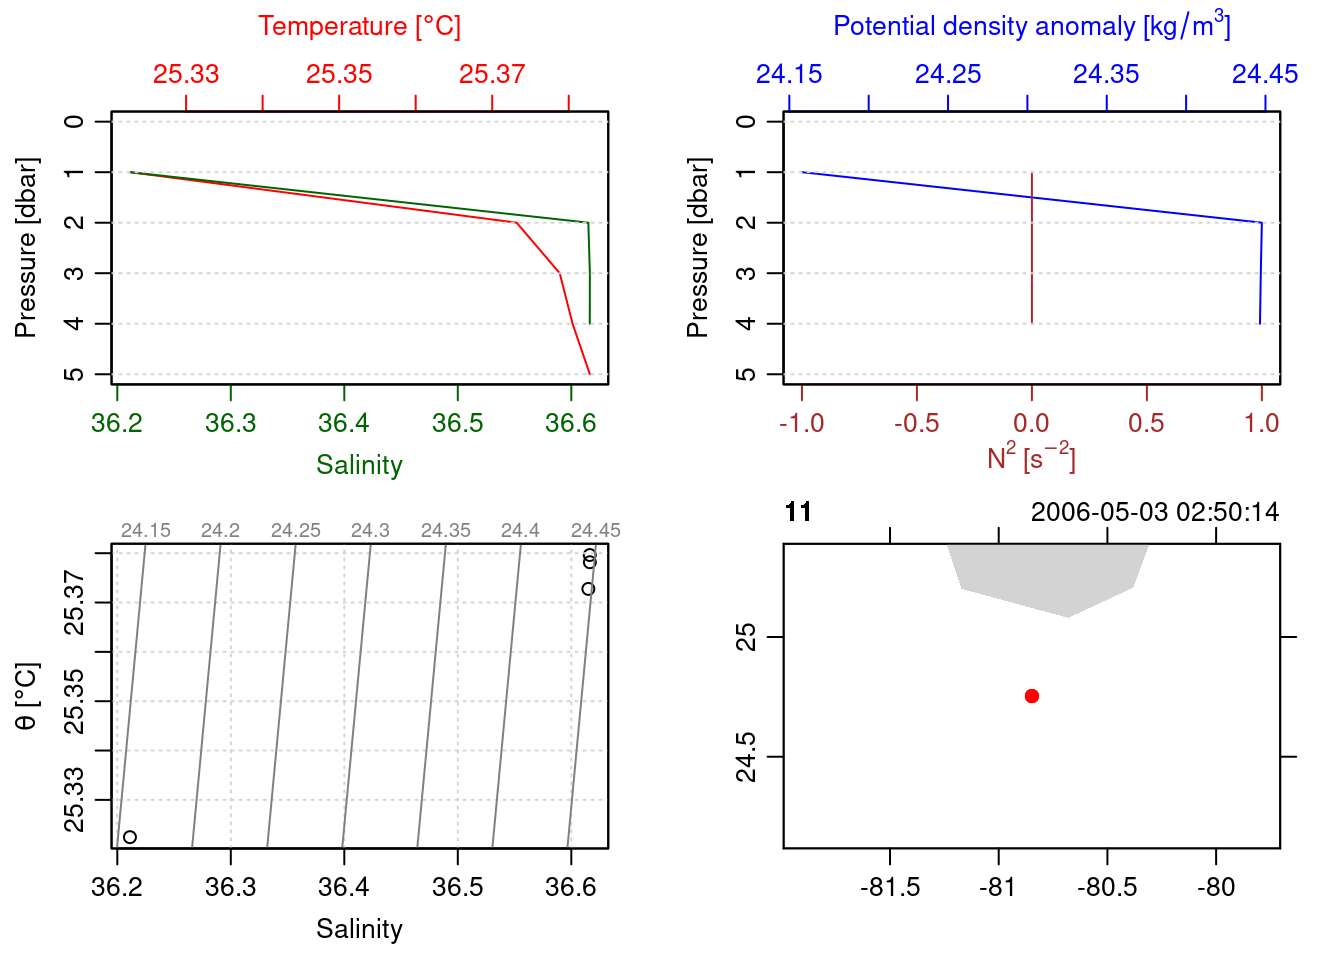 Temperature [°C]
25.33 25.35 25.37
Pressure [dbar]
0 1 2 3 4 5
36.2 36.3 36.4 36.5 36.6
Salinity
Potential density anomaly [kg/m³]
24.15 24.25 24.35 24.45
Pressure [dbar]
0 1 2 3 4 5
-1.0 -0.5 0.0 0.5 1.0
N² [s⁻²]
24.15 24.2 24.25 24.3 24.35 24.4 24.45
θ [°C]
25.33 25.35 25.37
36.2 36.3 36.4 36.5 36.6
Salinity
11 2006-05-03 02:50:14
24.5 25
-81.5 -81 -80.5 -80